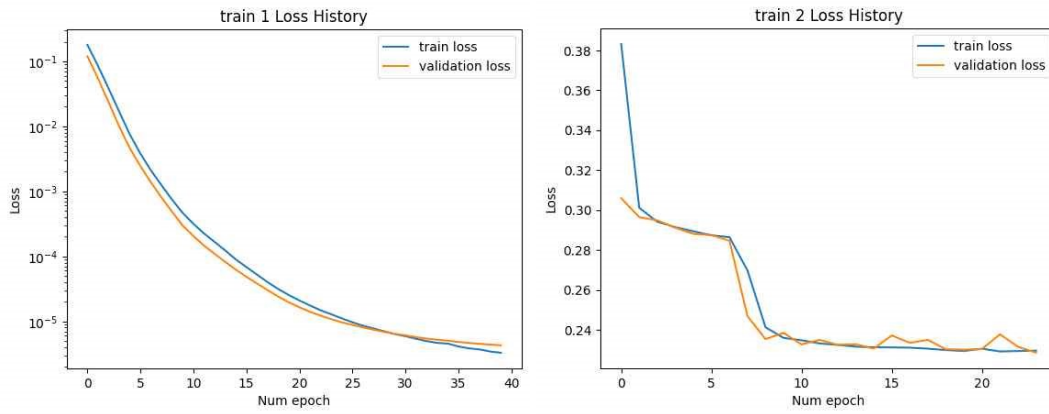 train 1 Loss History
train loss
validation loss
10⁻¹
10⁻²
10⁻³
10⁻⁴
10⁻⁵
Loss
0 5 10 15 20 25 30 35 40
Num epoch
train 2 Loss History
train loss
validation loss
0.38
0.36
0.34
0.32
0.30
0.28
0.26
0.24
Loss
0 5 10 15 20
Num epoch